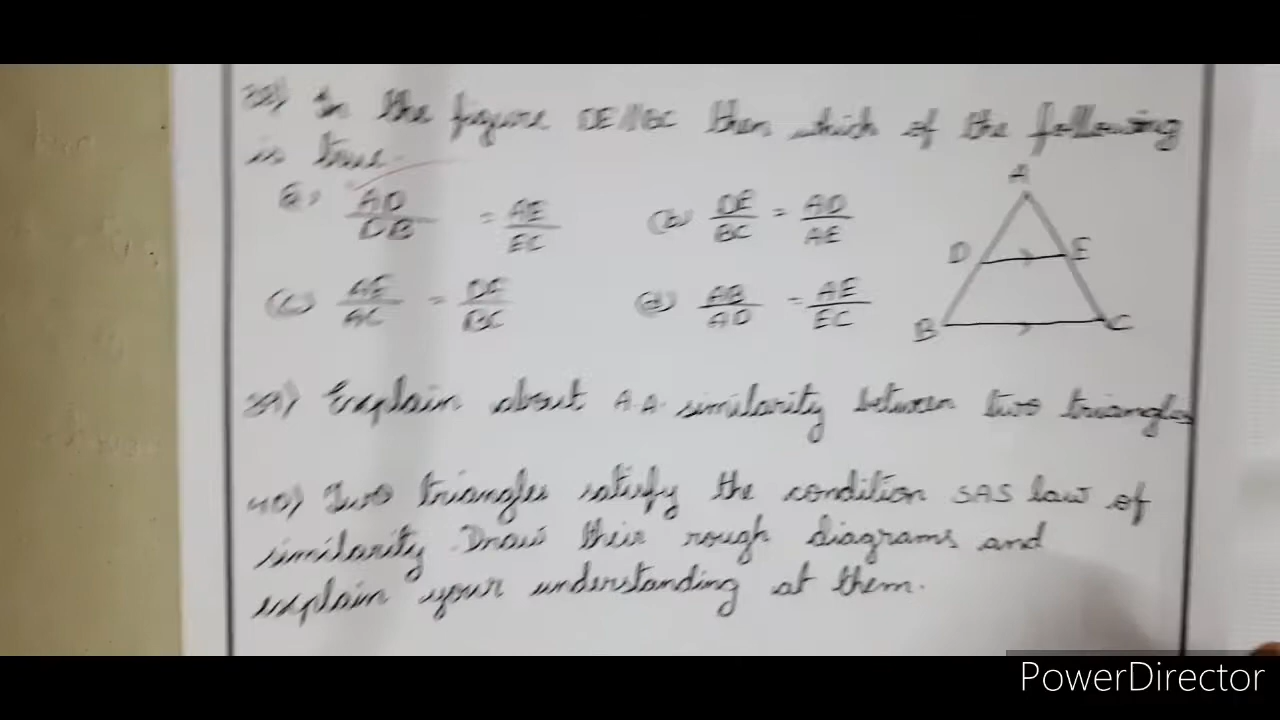 38) In the figure DE//BC then which of the following
is true.
a) AD/DB = AE/EC (b) DE/BC = AD/AE
(c) AE/AC = DE/BC (d) AB/AD = AE/EC
A
D E
B C
39) Explain about A.A. similarity between two triangles
40) Two triangles satisfy the condition SAS law of
similarity. Draw their rough diagrams and
explain your understanding at them.
PowerDirector